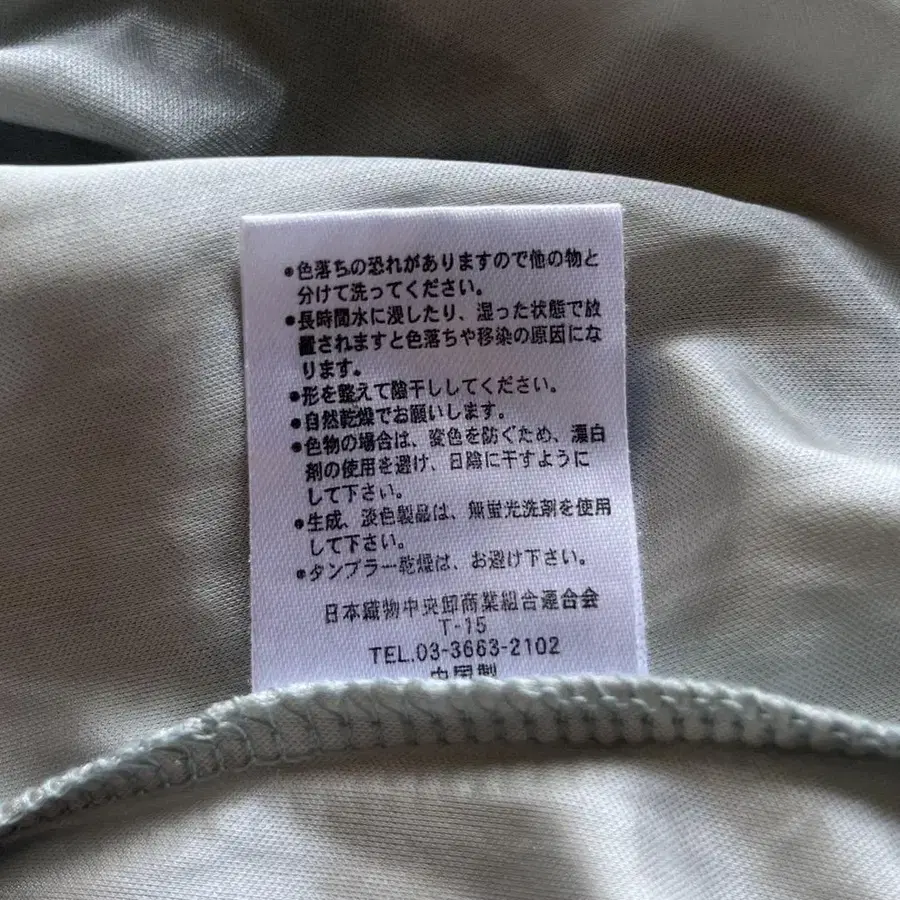 •色落ちの恐れがありますので他の物と
分けて洗ってください。
•長時間水に浸したり、湿った状態で放
置されますと色落ちや移染の原因にな
ります。
•形を整えて陰干ししてください。
•自然乾燥でお願いします。
•色物の場合は、変色を防ぐため、漂白
剤の使用を避け、日陰に干すように
して下さい。
•生成、淡色製品は、無蛍光洗剤を使用
して下さい。
•タンブラー乾燥は、お避け下さい。
日本織物中央卸商業組合連合会
T-15
TEL.03-3663-2102
中国製